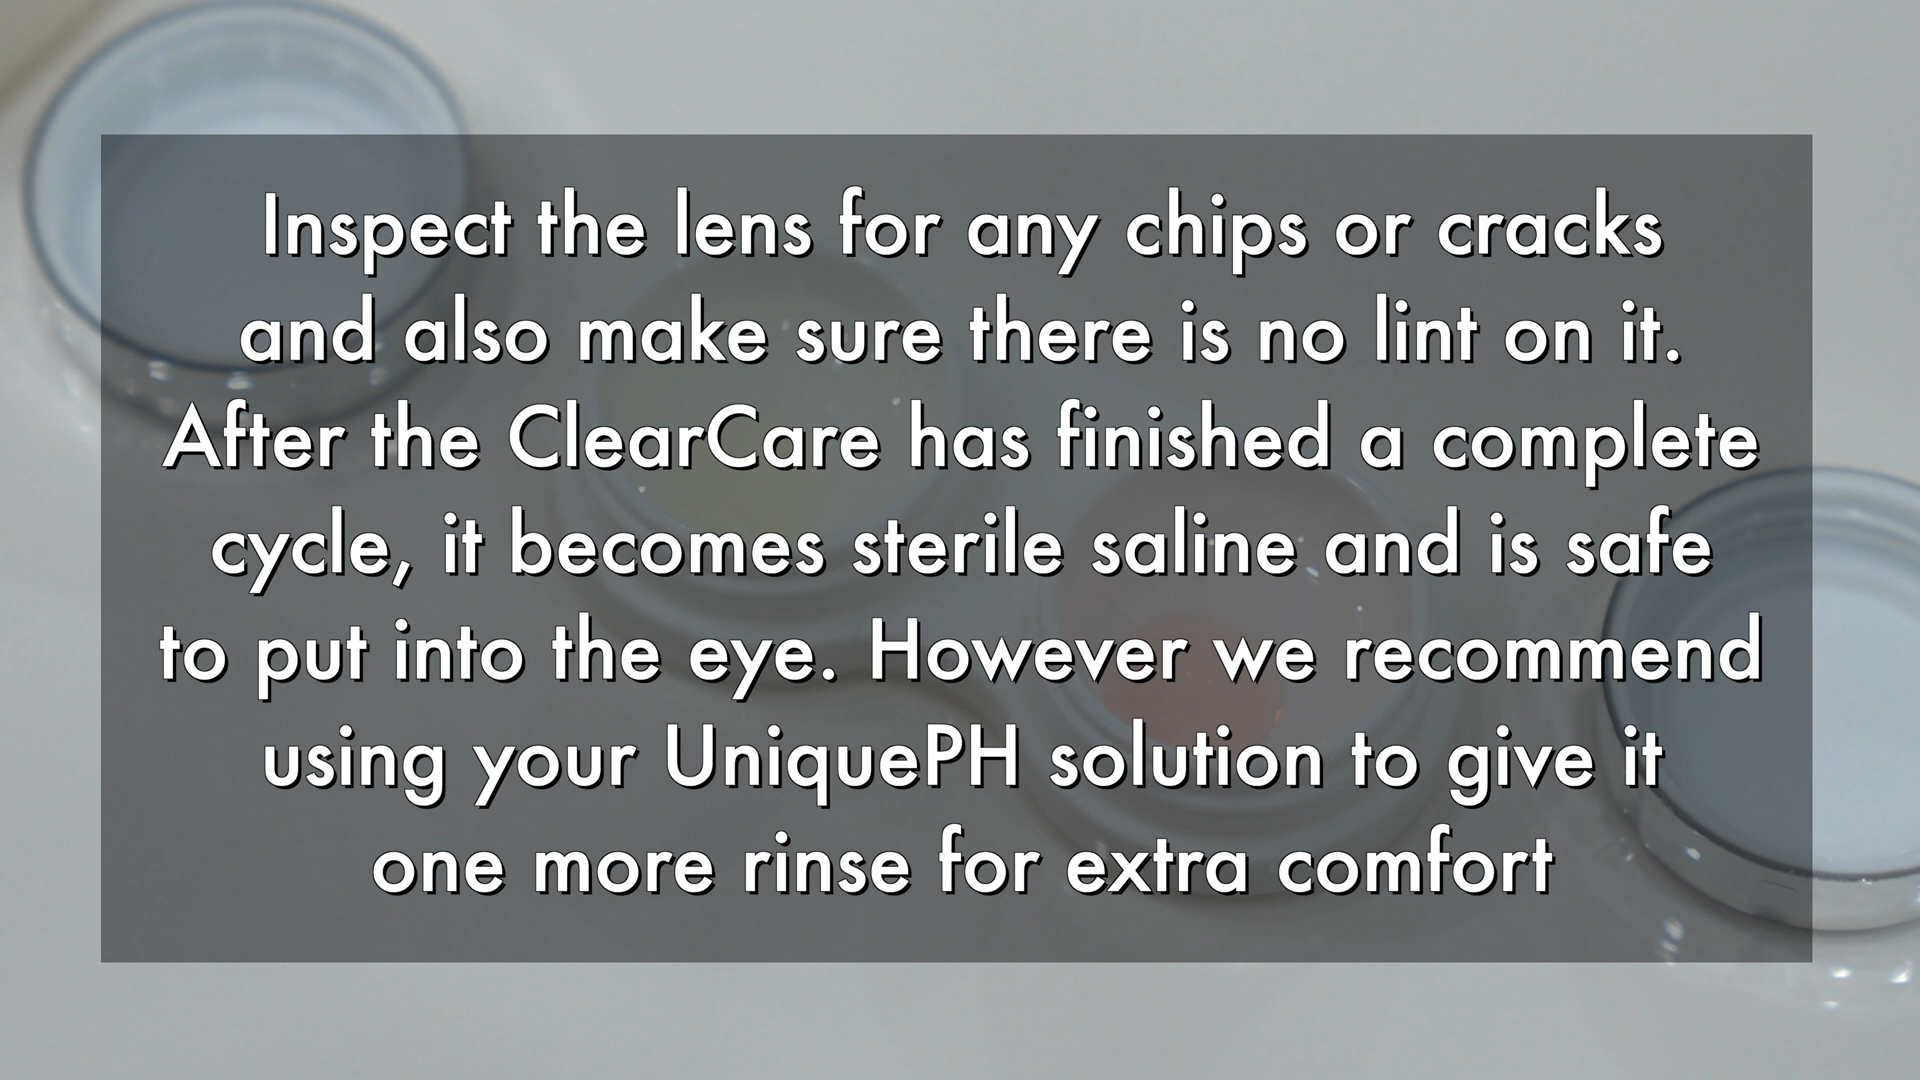 Inspect the lens for any chips or cracks
and also make sure there is no lint on it.
After the ClearCare has finished a complete
cycle, it becomes sterile saline and is safe
to put into the eye. However we recommend
using your UniquePH solution to give it
one more rinse for extra comfort